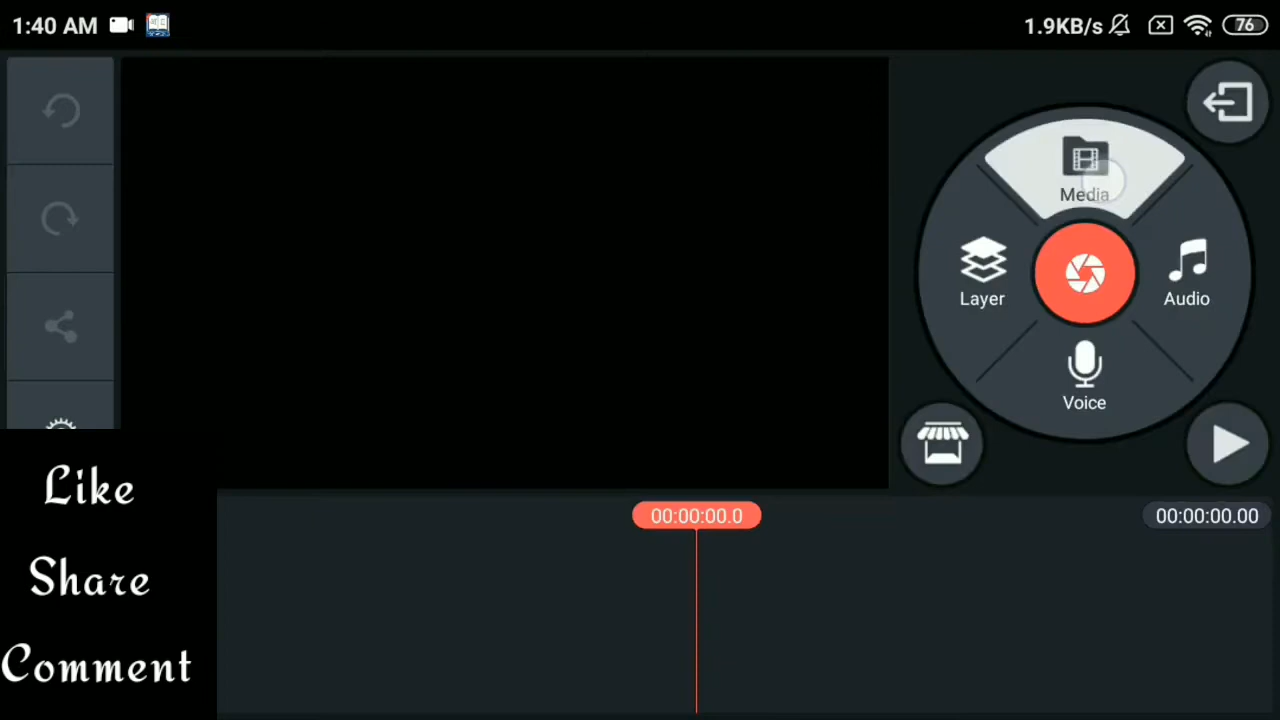 1:40 AM
1.9KB/s
76
Media
Layer
Audio
Voice
00:00:00.0
00:00:00.00
Like
Share
Comment